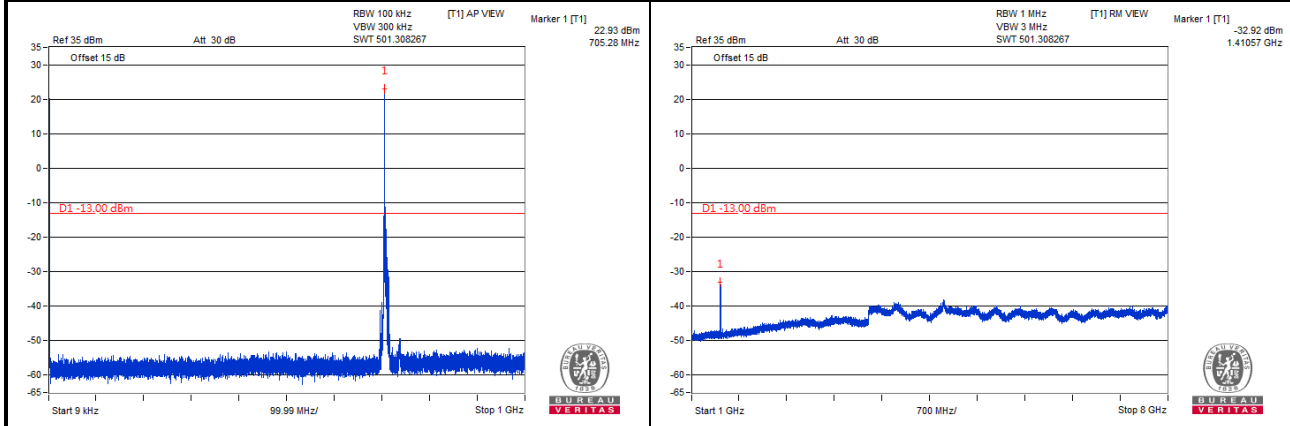 RBW 100 kHz
[T1] AP VIEW
Marker 1 [T1]
VBW 300 kHz
22.93 dBm
Ref 35 dBm
Att 30 dB
SWT 501.308267
705.28 MHz
35
Offset 15 dB
30
1
20
10
0
-10
D1 -13.00 dBm
-20
-30
-40
-50
-60
-65
Start 9 kHz
99.99 MHz/
Stop 1 GHz
BUREAU VERITAS
1828
BUREAU
VERITAS
RBW 1 MHz
[T1] RM VIEW
Marker 1 [T1]
VBW 3 MHz
-32.92 dBm
Ref 35 dBm
Att 30 dB
SWT 501.308267
1.41057 GHz
35
Offset 15 dB
30
20
10
0
-10
D1 -13.00 dBm
-20
1
-30
-40
-50
-60
-65
Start 1 GHz
700 MHz/
Stop 8 GHz
BUREAU VERITAS
1828
BUREAU
VERITAS